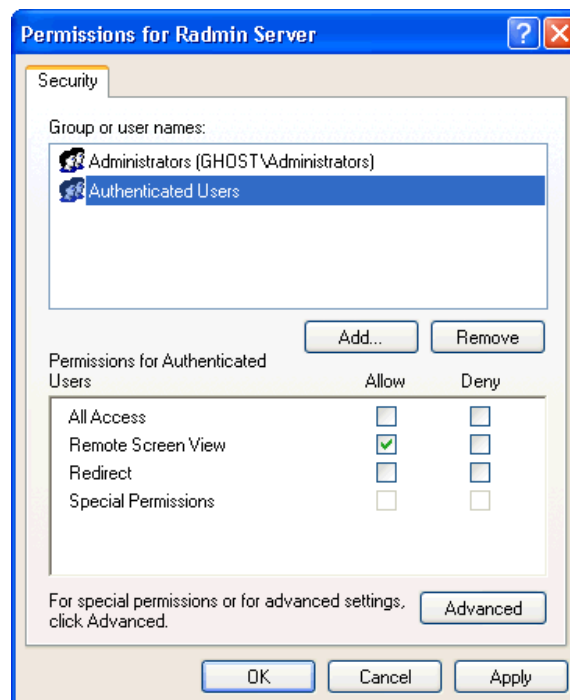 Permissions for Radmin Server
Security
Group or user names:
Administrators (GHOST\Administrators)
Authenticated Users
Add... Remove
Permissions for Authenticated
Users Allow Deny
All Access
Remote Screen View
Redirect
Special Permissions
For special permissions or for advanced settings,
click Advanced. Advanced
OK Cancel Apply